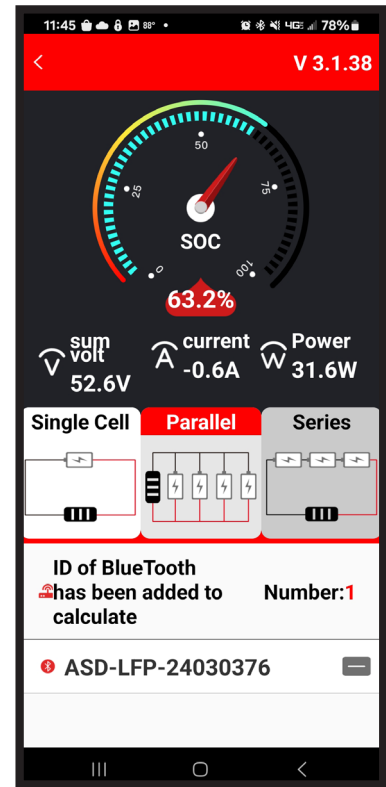 11:45 88° • 4GE 78%
V 3.1.38
50
25
75
0
100
SOC
63.2%
sum volt
V
52.6V
current
A
-0.6A
Power
W
31.6W
Single Cell
Parallel
Series
ID of BlueTooth
has been added to
calculate
Number:1
ASD-LFP-24030376